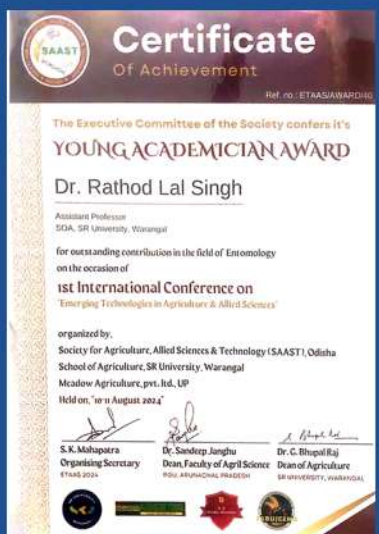 SAAST
Certificate
Of Achievement
Ref. no.: ETAAS/AWARD/40
The Executive Committee of the Society confers it's
YOUNG ACADEMICIAN AWARD
Dr. Rathod Lal Singh
Assistant Professor
SOA, SR University, Warangal
for outstanding contribution in the field of Entomology
on the occasion of
1st International Conference on
"Emerging Technologies in Agriculture & Allied Sciences"
organized by,
Society for Agriculture, Allied Sciences & Technology (SAAST), Odisha
School of Agriculture, SR University, Warangal
Meadow Agriculture, pvt. ltd., UP
Held on, "10-11 August 2024"
S. K. Mahapatra
Organising Secretary
ETAAS 2024
Dr. Sandeep Janghu
Dean, Faculty of Agril Science
RGU, ARUNACHAL PRADESH
Dr. G. Bhupal Raj
Dean of Agriculture
SR UNIVERSITY, WARANGAL